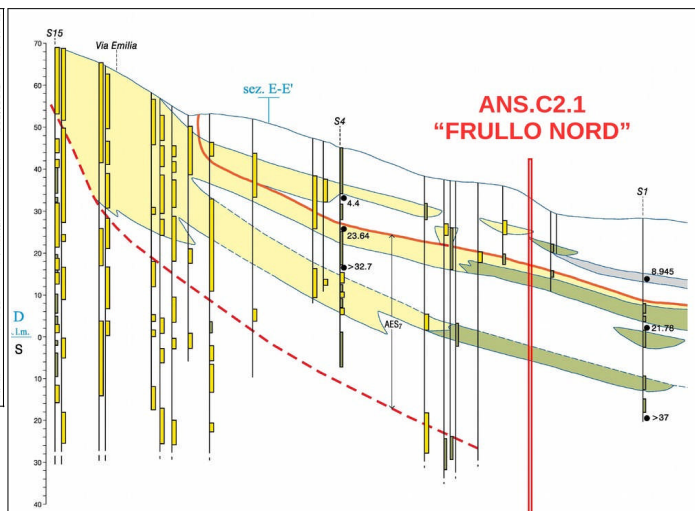 S15
Via Emilia
sez. E-E'
S4
ANS.C2.1
“FRULLO NORD”
S1
70
60
50
40
30
20
10
0
10
20
30
40
D
l.m.
S
4.4
23.64
>32.7
AES7
8.945
21.78
>37